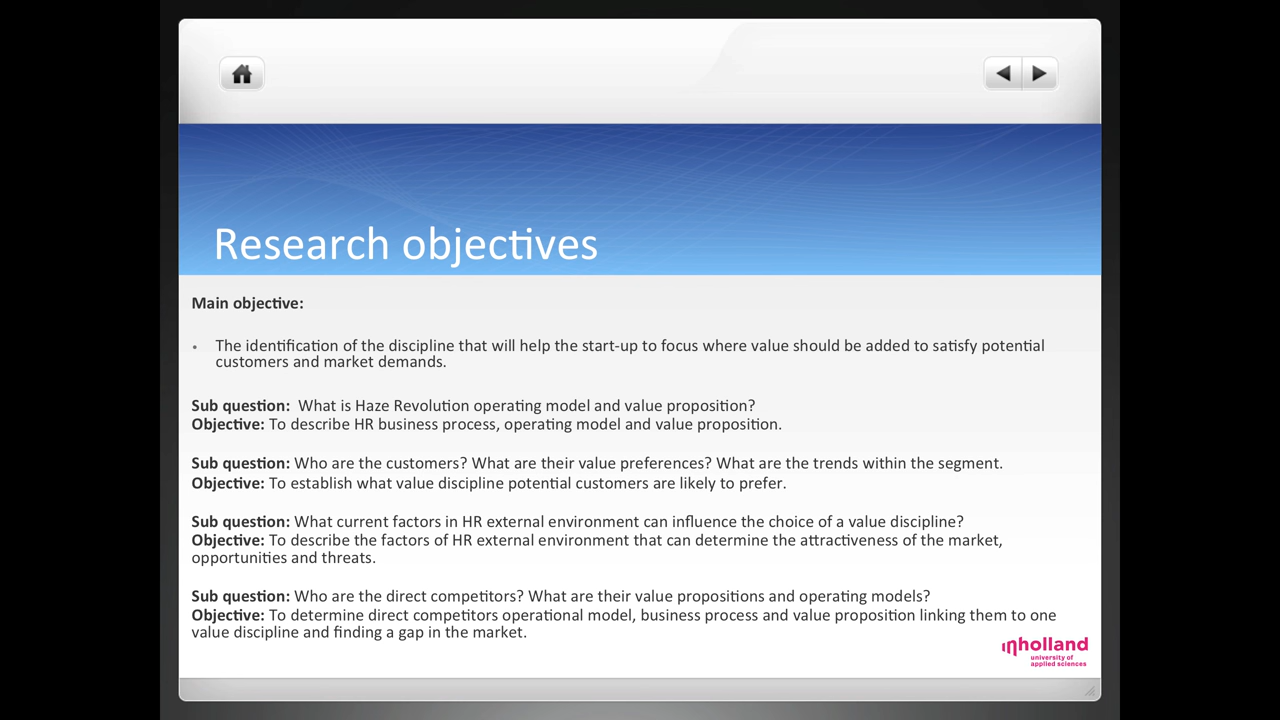 Research objectives
Main objective:
• The identification of the discipline that will help the start-up to focus where value should be added to satisfy potential
customers and market demands.
Sub question:  What is Haze Revolution operating model and value proposition?
Objective: To describe HR business process, operating model and value proposition.
Sub question: Who are the customers? What are their value preferences? What are the trends within the segment.
Objective: To establish what value discipline potential customers are likely to prefer.
Sub question: What current factors in HR external environment can influence the choice of a value discipline?
Objective: To describe the factors of HR external environment that can determine the attractiveness of the market,
opportunities and threats.
Sub question: Who are the direct competitors? What are their value propositions and operating models?
Objective: To determine direct competitors operational model, business process and value proposition linking them to one
value discipline and finding a gap in the market.
inholland
university of
applied sciences